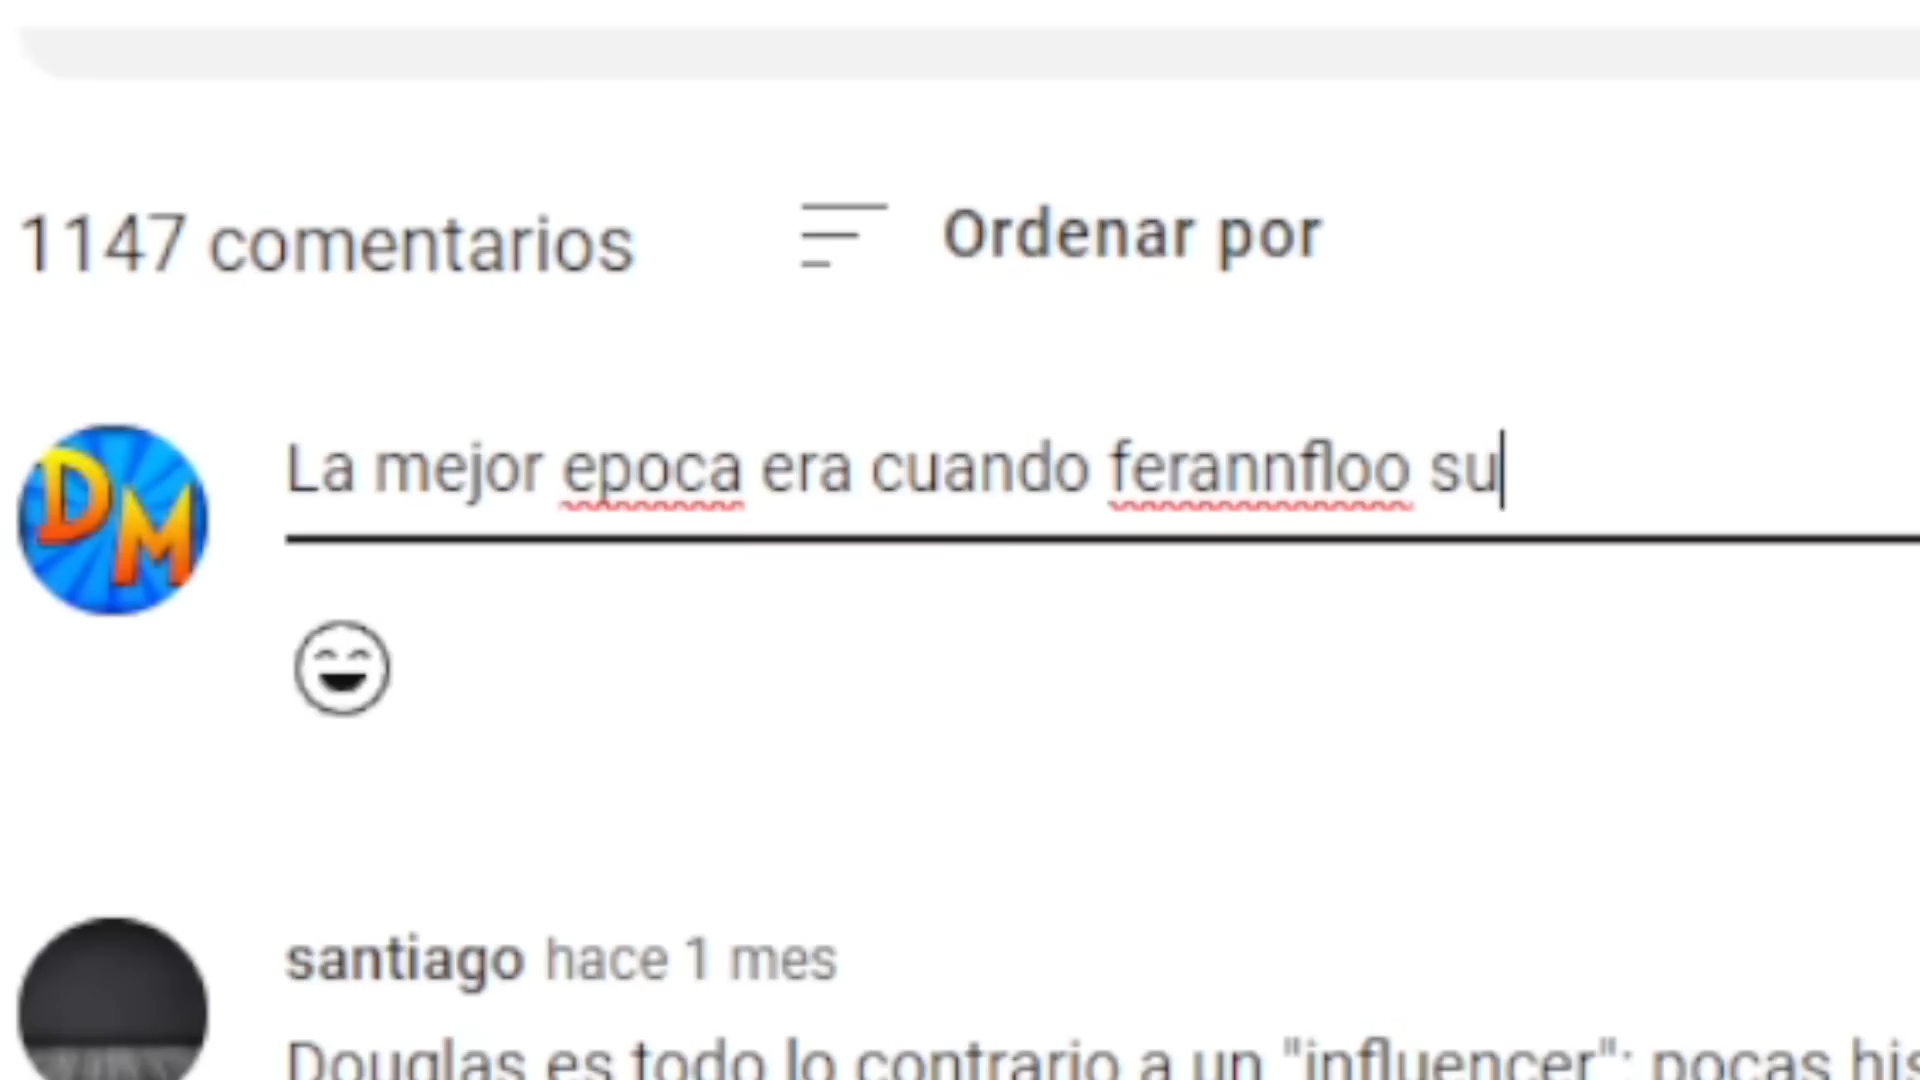 1147 comentarios
Ordenar por
DM
La mejor epoca era cuando ferannfloo su
santiago hace 1 mes
Douglas es todo lo contrario a un "influencer": pocas his